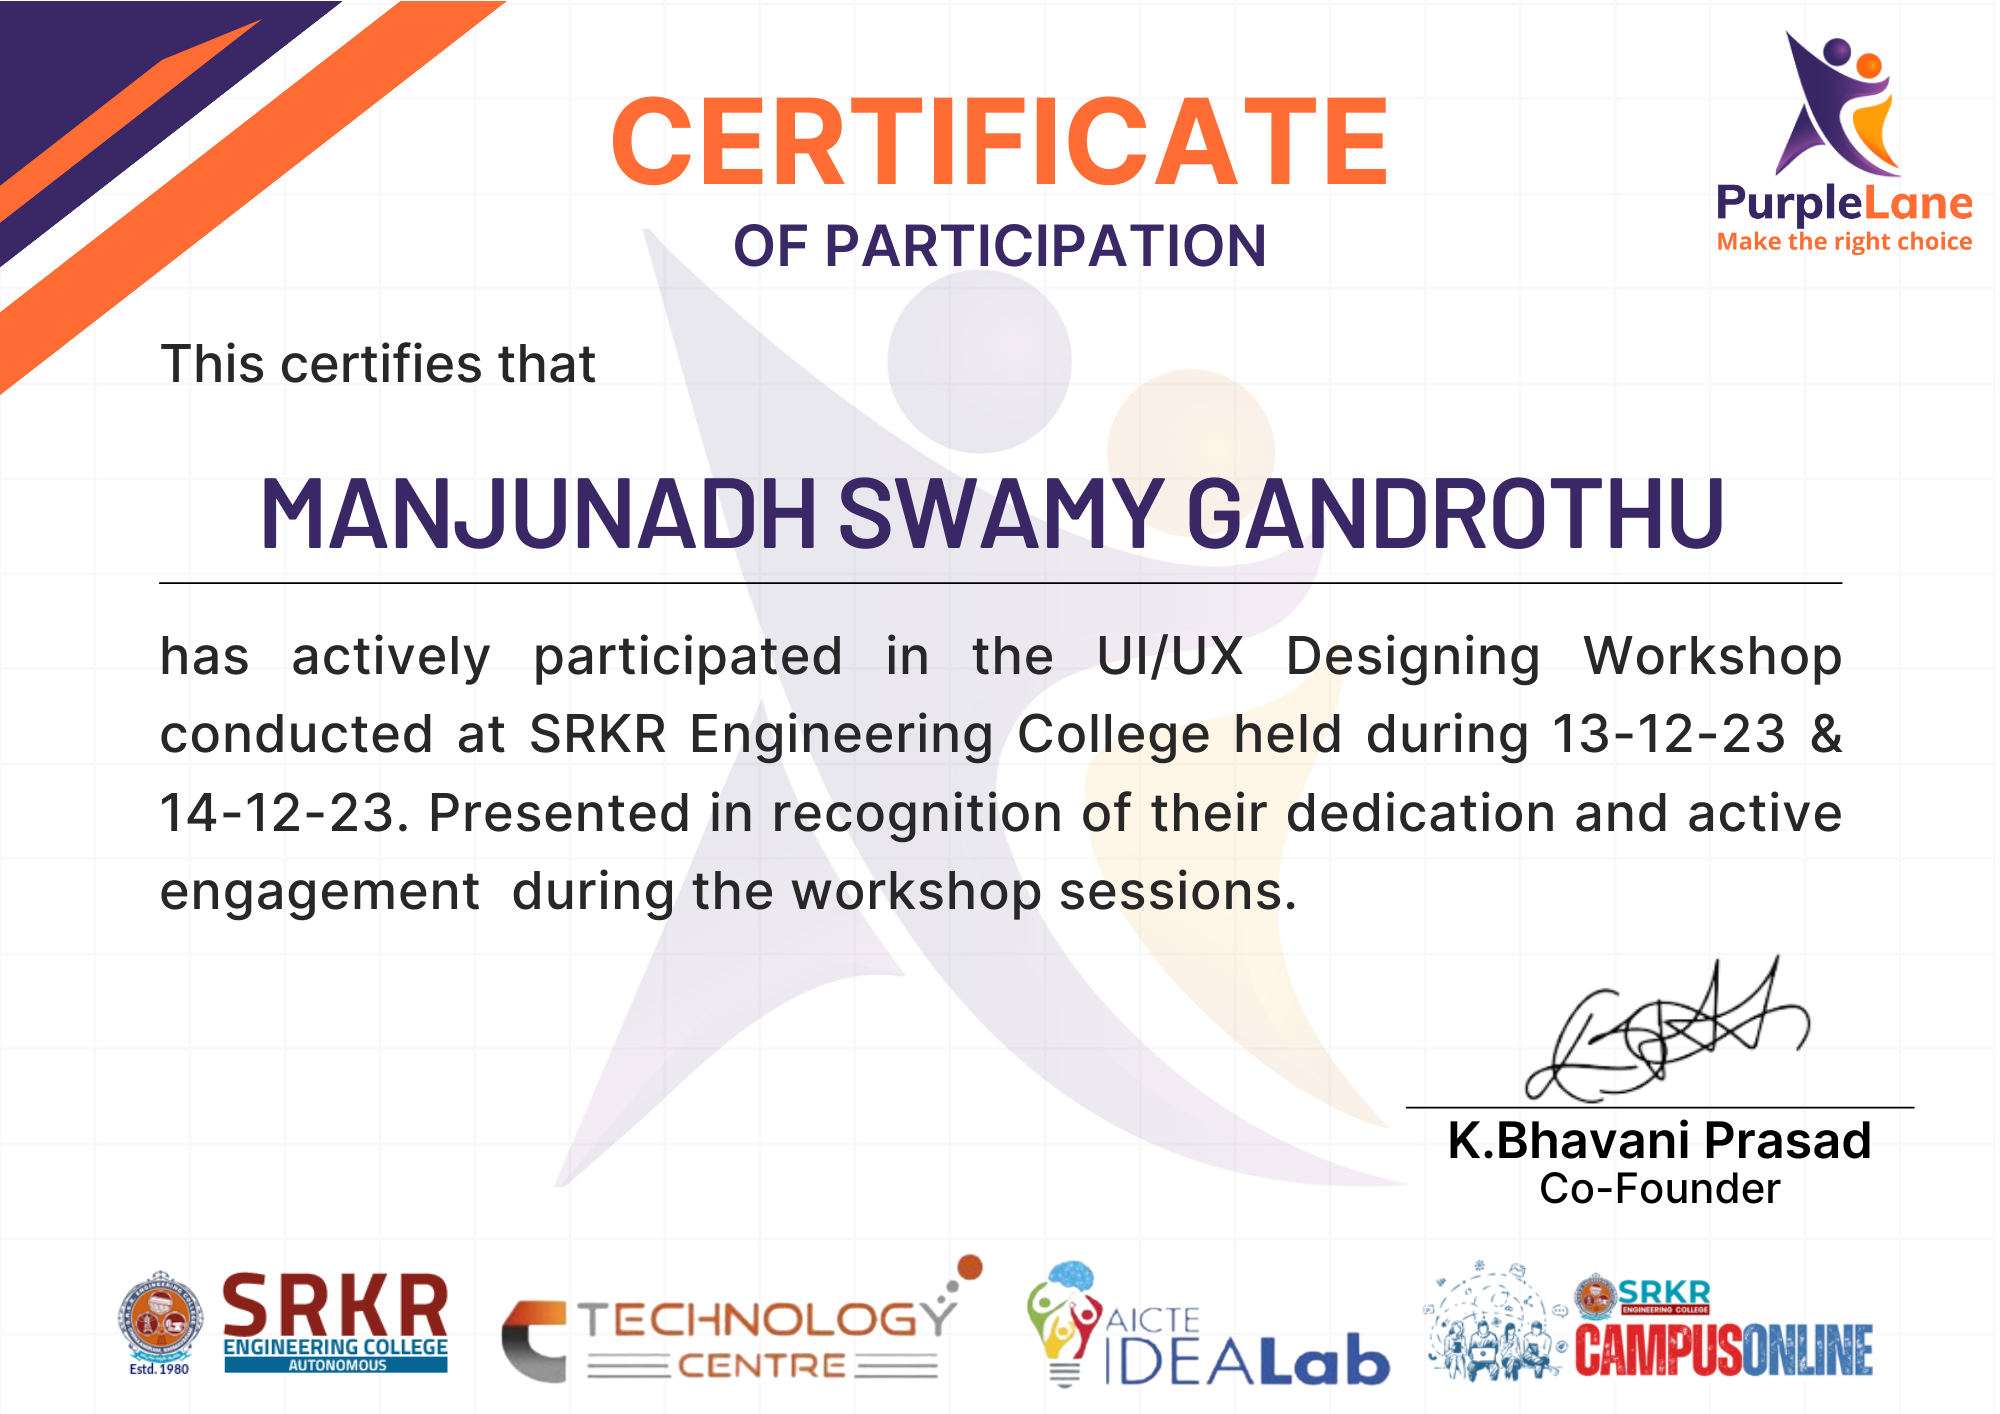 CERTIFICATE
OF PARTICIPATION
PurpleLane
Make the right choice
This certifies that
MANJUNADH SWAMY GANDROTHU
has actively participated in the UI/UX Designing Workshop
conducted at SRKR Engineering College held during 13-12-23 &
14-12-23. Presented in recognition of their dedication and active
engagement during the workshop sessions.
K.Bhavani Prasad
Co-Founder
Estd. 1980
SRKR
ENGINEERING COLLEGE
AUTONOMOUS
TECHNOLOGY
CENTRE
AICTE
IDEALab
SRKR
ENGINEERING COLLEGE
CAMPUSONLINE